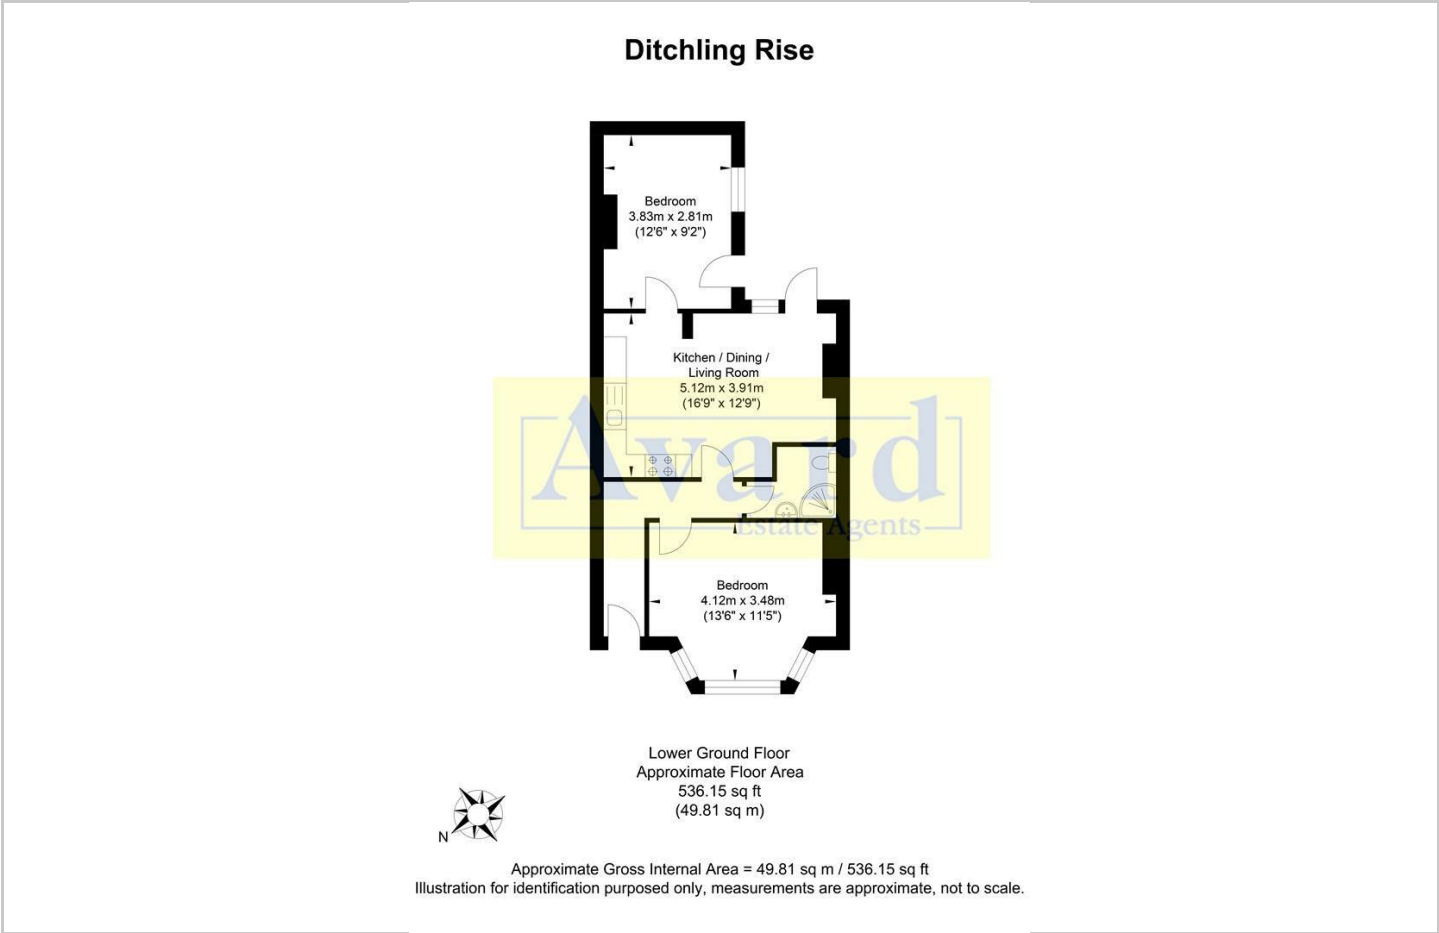 Ditchling Rise
Bedroom
3.83m x 2.81m
(12'6" x 9'2")
Kitchen / Dining /
Living Room
5.12m x 3.91m
(16'9" x 12'9")
Avard
Estate Agents
Bedroom
4.12m x 3.48m
(13'6" x 11'5")
Lower Ground Floor
Approximate Floor Area
536.15 sq ft
(49.81 sq m)
N
Approximate Gross Internal Area = 49.81 sq m / 536.15 sq ft
Illustration for identification purposed only, measurements are approximate, not to scale.